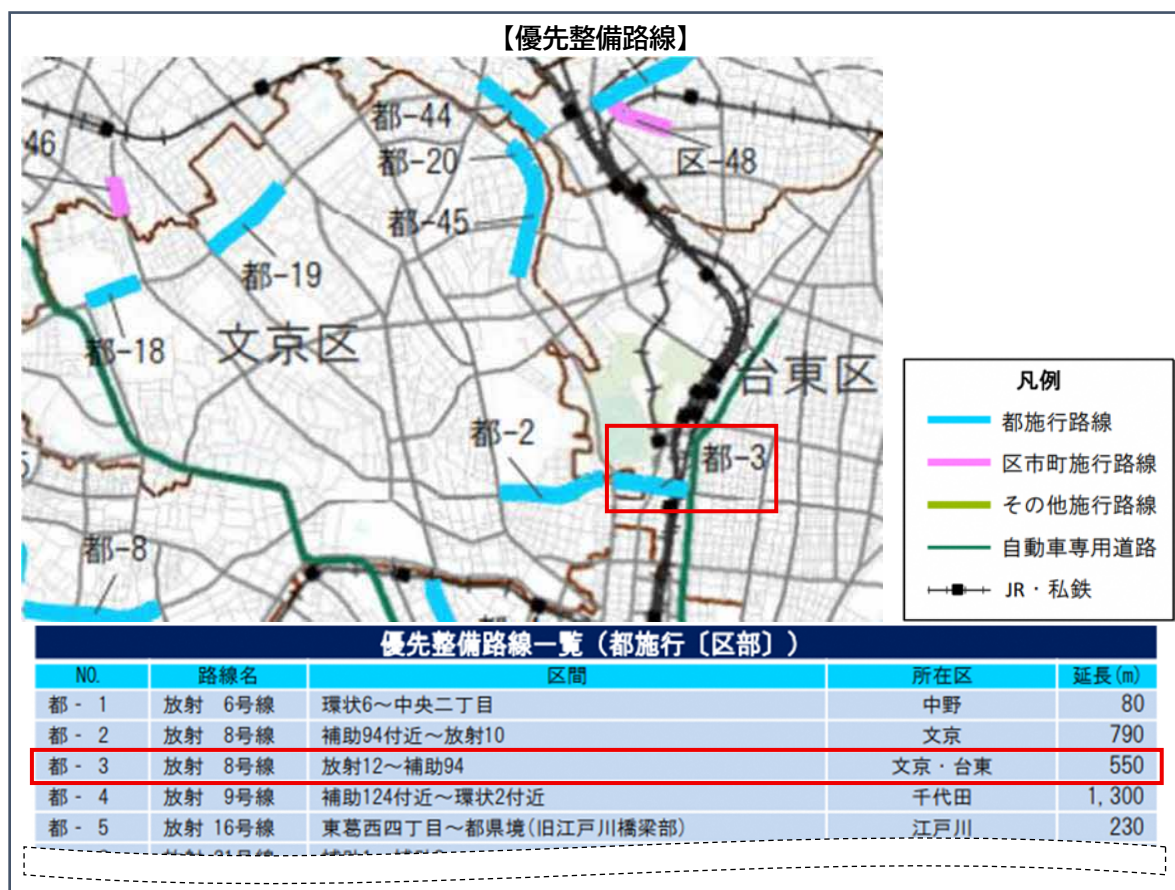 【優先整備路線】
都-44
46
都-20
区-48
都-45
都-19
都-18
文京区
台東区
都-2
都-3
都-8
凡例
都施行路線
区市町施行路線
その他施行路線
自動車専用道路
JR・私鉄
優先整備路線一覧（都施行〔区部〕）
NO. 路線名 区間 所在区 延長(m)
都 - 1 放射 6号線 環状6～中央二丁目 中野 80
都 - 2 放射 8号線 補助94付近～放射10 文京 790
都 - 3 放射 8号線 放射12～補助94 文京・台東 550
都 - 4 放射 9号線 補助124付近～環状2付近 千代田 1,300
都 - 5 放射 16号線 東葛西四丁目～都県境(旧江戸川橋梁部) 江戸川 230